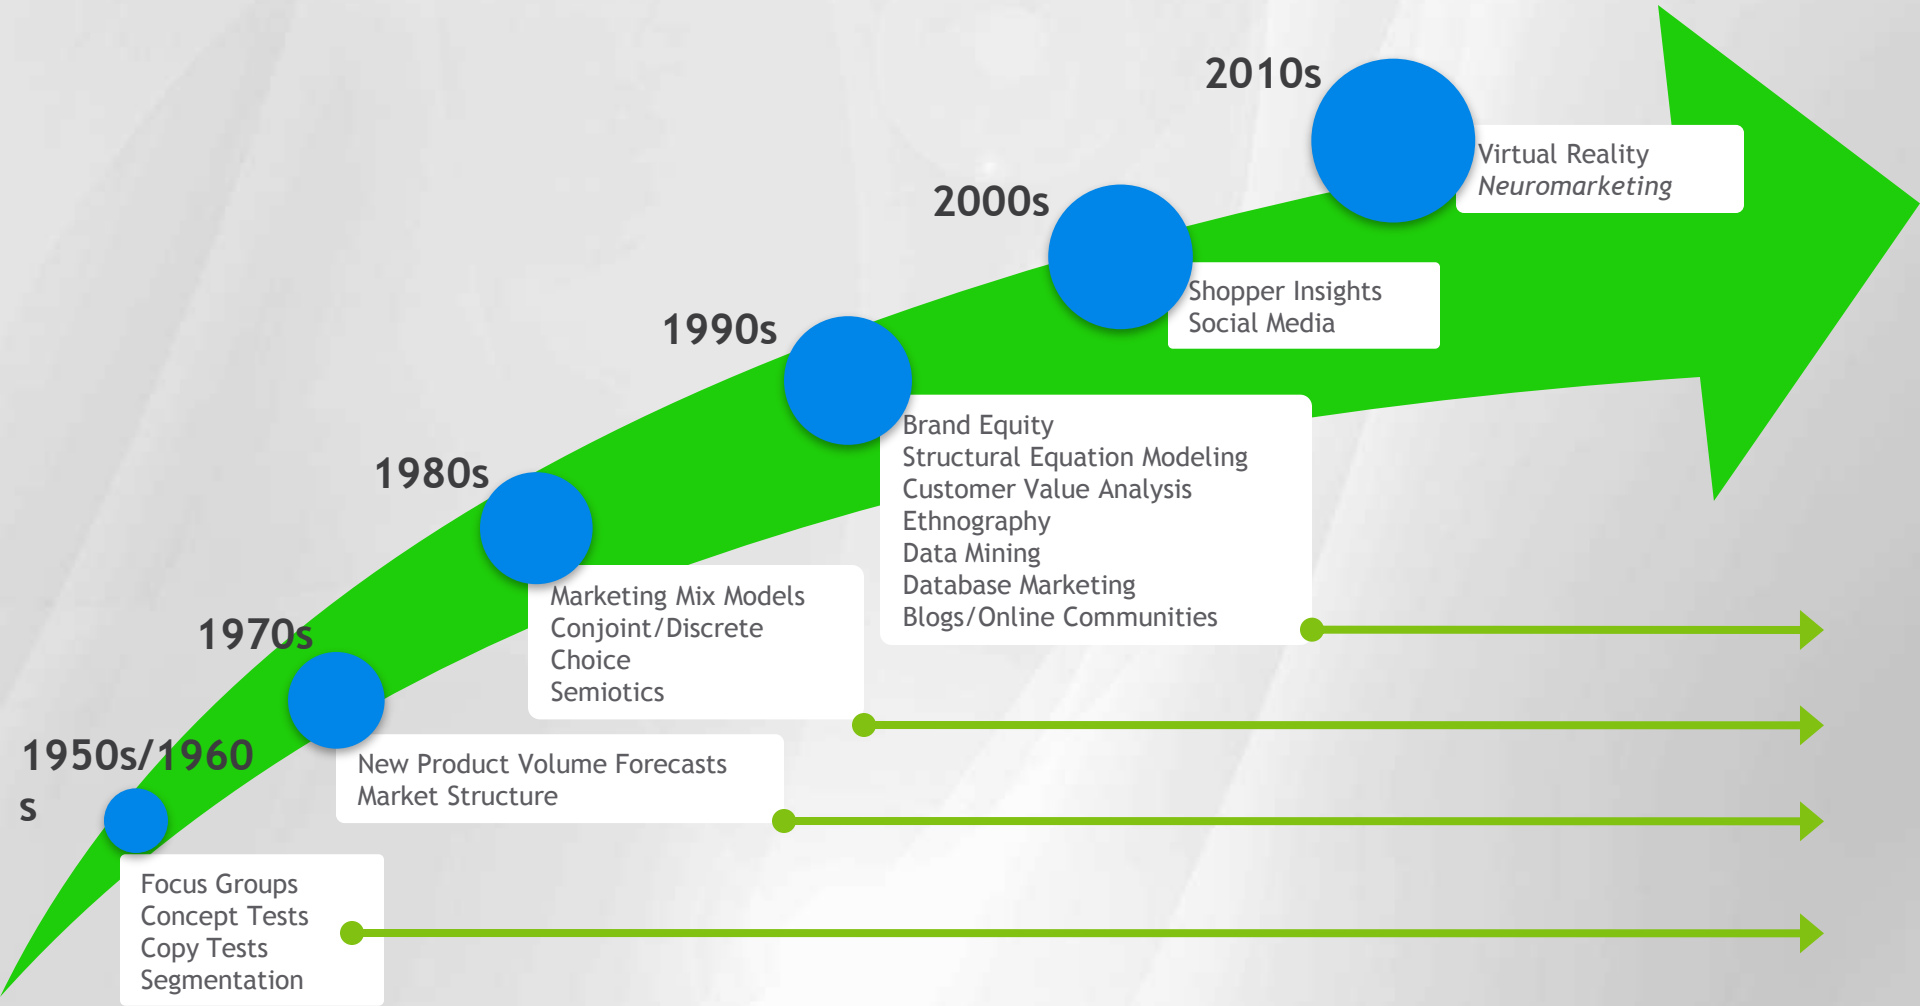 2010s
Virtual Reality
Neuromarketing
2000s
Shopper Insights
Social Media
1990s
Brand Equity
Structural Equation Modeling
Customer Value Analysis
Ethnography
Data Mining
Database Marketing
Blogs/Online Communities
1980s
Marketing Mix Models
Conjoint/Discrete
Choice
Semiotics
1970s
New Product Volume Forecasts
Market Structure
1950s/1960
s
Focus Groups
Concept Tests
Copy Tests
Segmentation